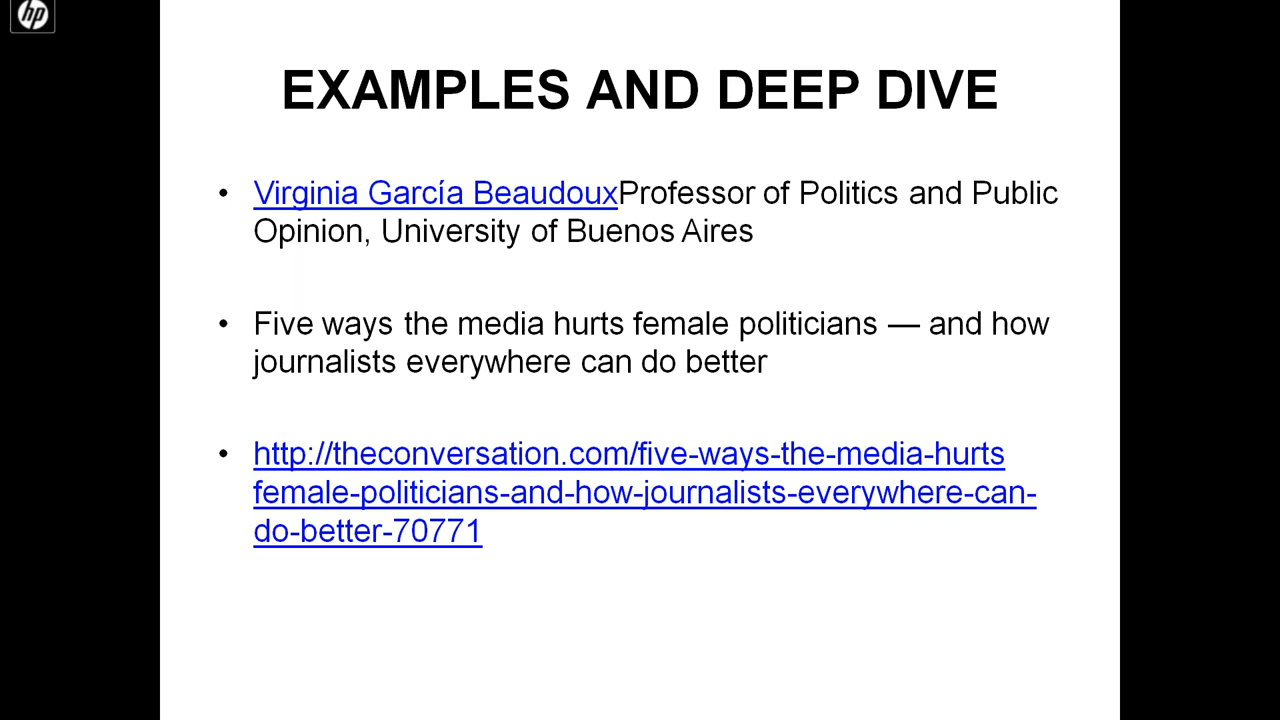 hp
EXAMPLES AND DEEP DIVE
• Virginia García BeaudouxProfessor of Politics and Public
Opinion, University of Buenos Aires
• Five ways the media hurts female politicians — and how
journalists everywhere can do better
• http://theconversation.com/five-ways-the-media-hurts
female-politicians-and-how-journalists-everywhere-can-
do-better-70771